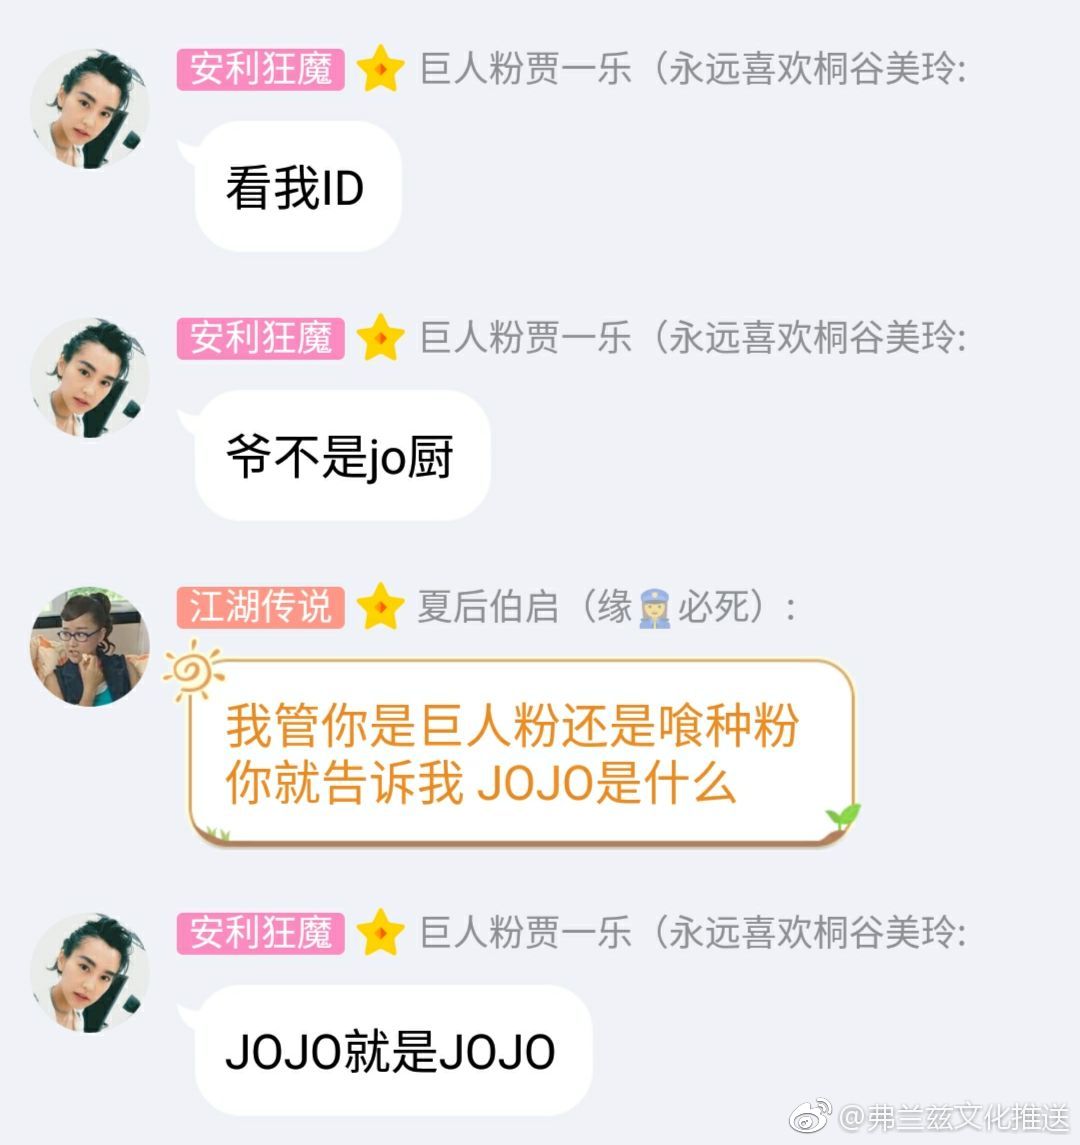 安利狂魔 巨人粉贾一乐（永远喜欢桐谷美玲:
看我ID
安利狂魔 巨人粉贾一乐（永远喜欢桐谷美玲:
爷不是jo厨
江湖传说 夏后伯启（缘👮‍♀️必死）:
我管你是巨人粉还是喰种粉
你就告诉我 JOJO是什么
安利狂魔 巨人粉贾一乐（永远喜欢桐谷美玲:
JOJO就是JOJO
@弗兰兹文化推送